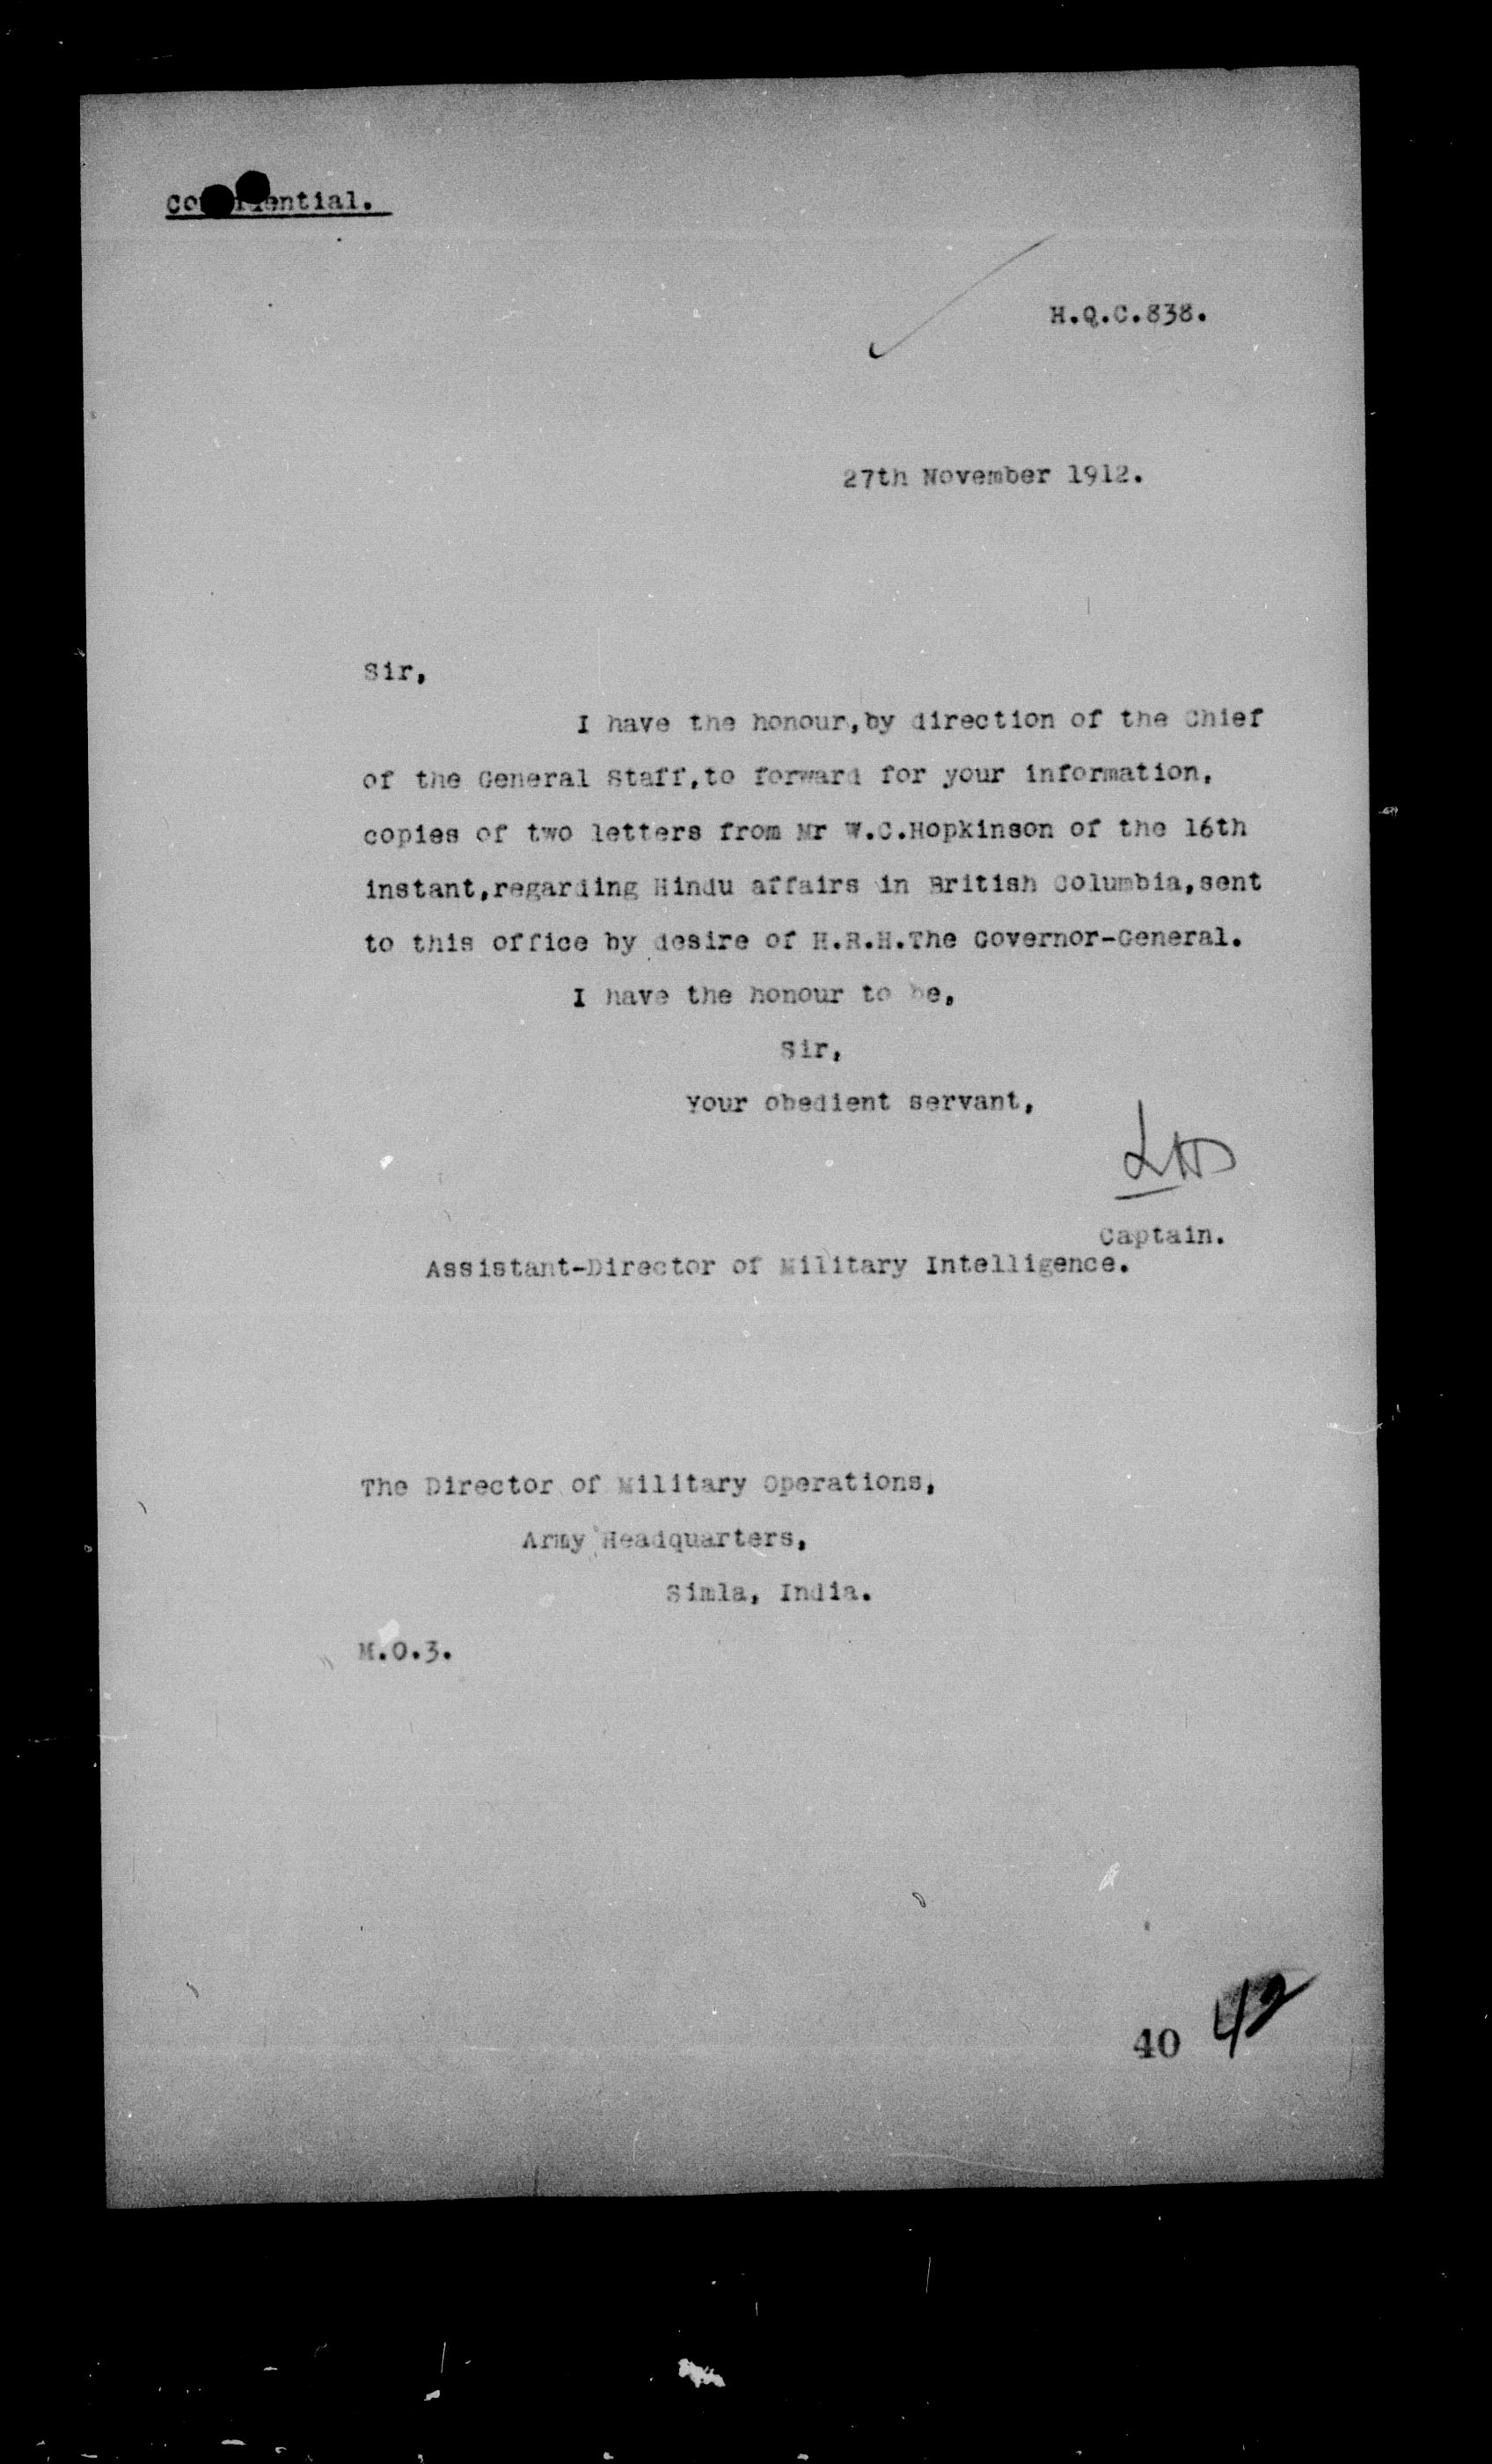 Confidential.
H.Q.C.838.
27th November 1912.
Sir,
I have the honour,by direction of the Chief
of the General Staff,to forward for your information,
copies of two letters from Mr W.C.Hopkinson of the 16th
instant,regarding Hindu affairs in British Columbia,sent
to this office by desire of H.R.H.The Governor-General.
I have the honour to be,
Sir,
Your obedient servant,
Captain.
Assistant-Director of Military Intelligence.
The Director of Military Operations,
Army Headquarters,
Simla, India.
M.O.3.
40 42